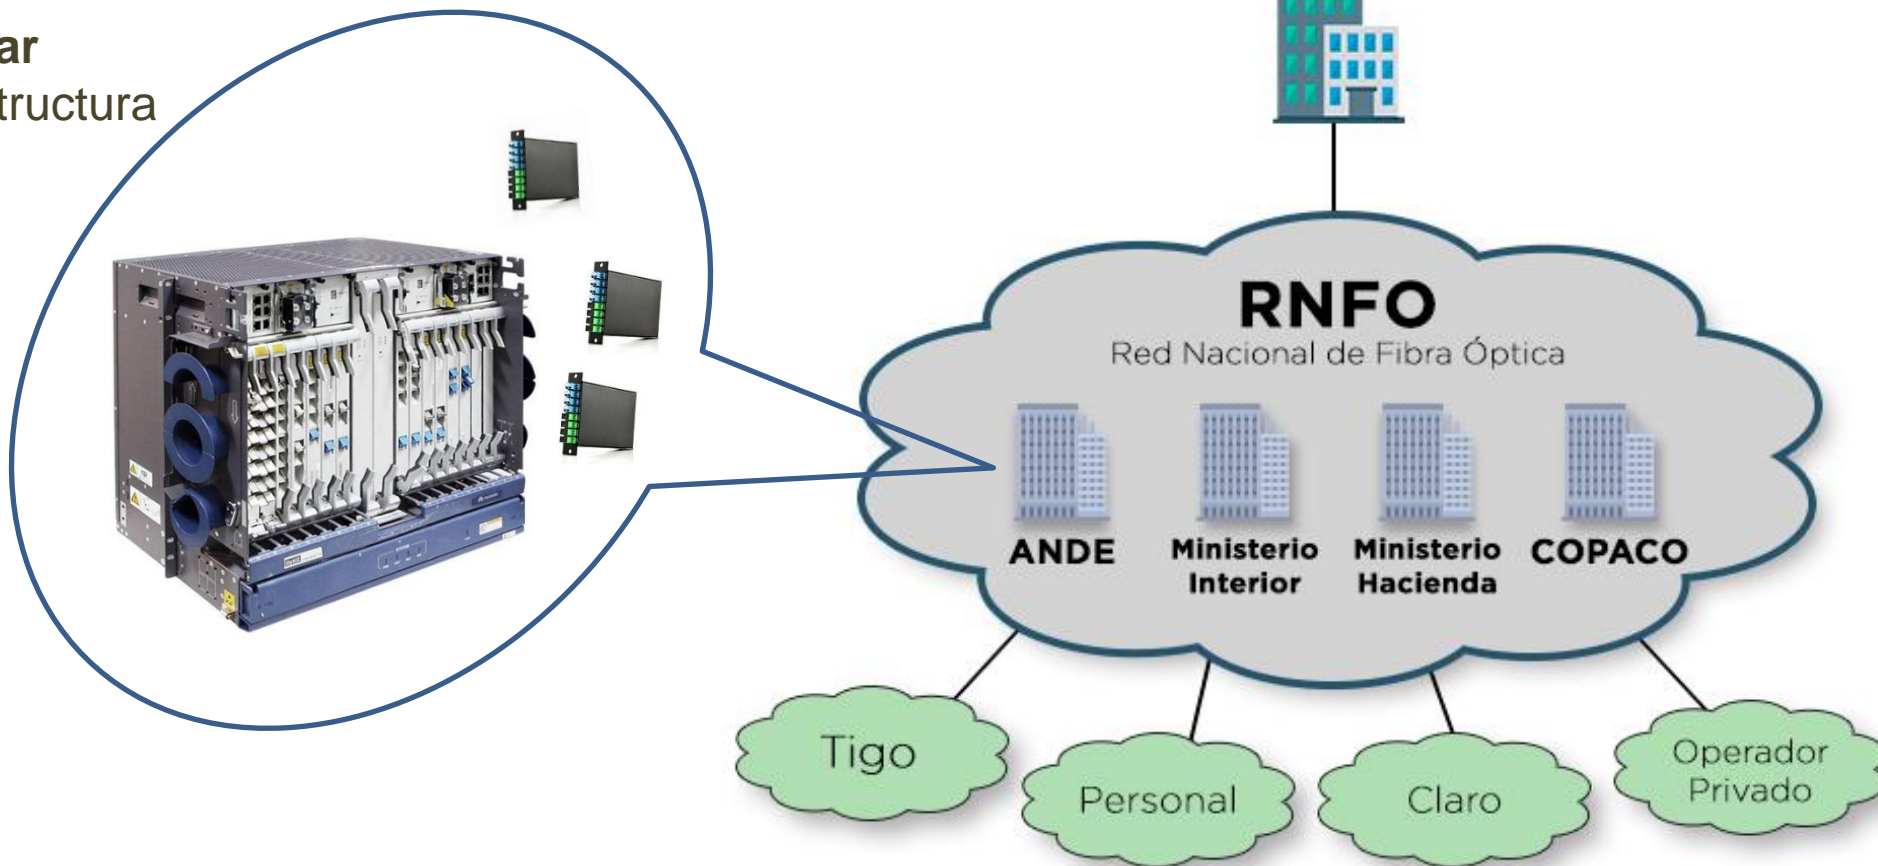 ar
tructura
RNFO
Red Nacional de Fibra Óptica
ANDE
Ministerio
Interior
Ministerio
Hacienda
COPACO
Tigo
Personal
Claro
Operador
Privado